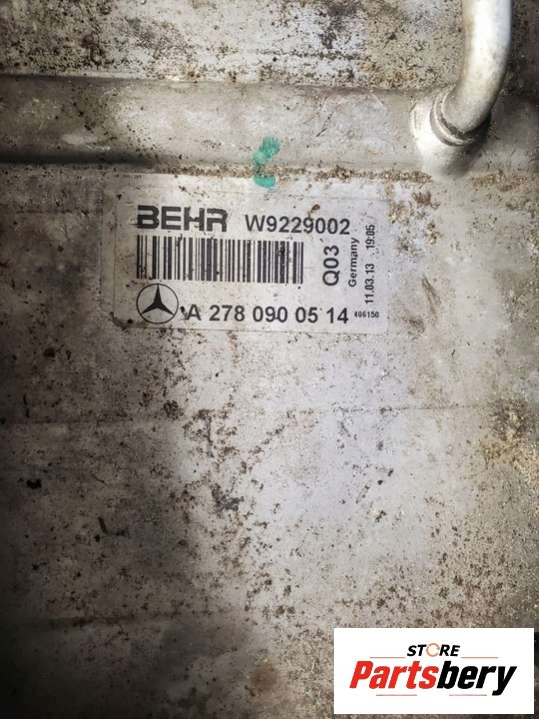 BEHR W9229002
Q03
Germany
11.03.13 19:05
A 278 090 05 14 406150
STORE
Partsbery